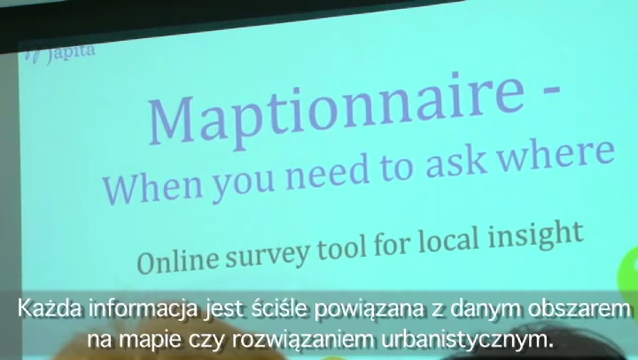 Japita
Maptionnaire -
When you need to ask where
Online survey tool for local insight
Każda informacja jest ściśle powiązana z danym obszarem
na mapie czy rozwiązaniem urbanistycznym.